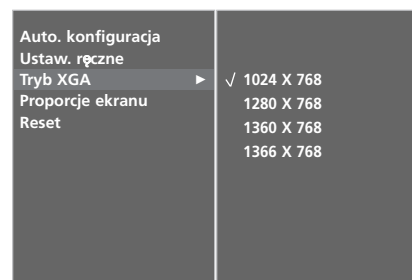 Auto. konfiguracja
Ustaw. ręczne
Tryb XGA ►
Proporcje ekranu
Reset
√ 1024 X 768
1280 X 768
1360 X 768
1366 X 768